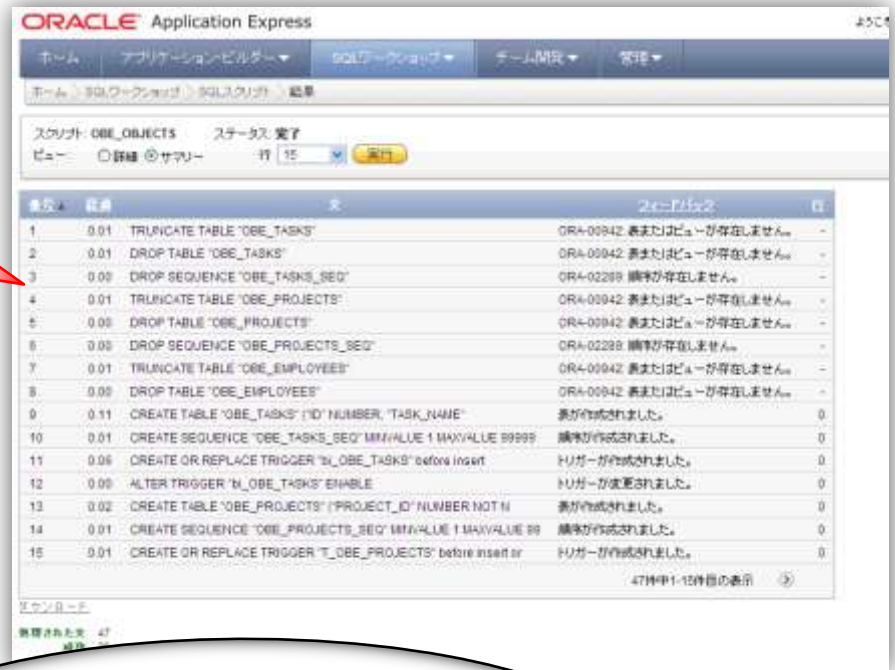 ORACLE Application Express
ようこそ
ホーム アプリケーション・ビルダー SQLワークショップ チーム開発 管理
ホーム SQLワークショップ SQLスクリプト 結果
スクリプト: OBE_OBJECTS ステータス: 完了
ビュー: 詳細 サマリー 行 15 実行
番号 経過 文 フィードバック 行
1 0.01 TRUNCATE TABLE "OBE_TASKS" ORA-00942: 表またはビューが存在しません。 -
2 0.01 DROP TABLE "OBE_TASKS" ORA-00942: 表またはビューが存在しません。 -
3 0.00 DROP SEQUENCE "OBE_TASKS_SEQ" ORA-02289: 順序が存在しません。 -
4 0.01 TRUNCATE TABLE "OBE_PROJECTS" ORA-00942: 表またはビューが存在しません。 -
5 0.00 DROP TABLE "OBE_PROJECTS" ORA-00942: 表またはビューが存在しません。 -
6 0.00 DROP SEQUENCE "OBE_PROJECTS_SEQ" ORA-02289: 順序が存在しません。 -
7 0.01 TRUNCATE TABLE "OBE_EMPLOYEES" ORA-00942: 表またはビューが存在しません。 -
8 0.00 DROP TABLE "OBE_EMPLOYEES" ORA-00942: 表またはビューが存在しません。 -
9 0.11 CREATE TABLE "OBE_TASKS" ("ID" NUMBER, "TASK_NAME" 表が作成されました。 0
10 0.01 CREATE SEQUENCE "OBE_TASKS_SEQ" MINVALUE 1 MAXVALUE 99999 順序が作成されました。 0
11 0.06 CREATE OR REPLACE TRIGGER "bi_OBE_TASKS" before insert トリガーが作成されました。 0
12 0.00 ALTER TRIGGER "bi_OBE_TASKS" ENABLE トリガーが変更されました。 0
13 0.02 CREATE TABLE "OBE_PROJECTS" ("PROJECT_ID" NUMBER NOT N 表が作成されました。 0
14 0.01 CREATE SEQUENCE "OBE_PROJECTS_SEQ" MINVALUE 1 MAXVALUE 99 順序が作成されました。 0
15 0.01 CREATE OR REPLACE TRIGGER "T_OBE_PROJECTS" before insert or トリガーが作成されました。 0
47件中1-15件目の表示
ダウンロード
処理された文 47
成功